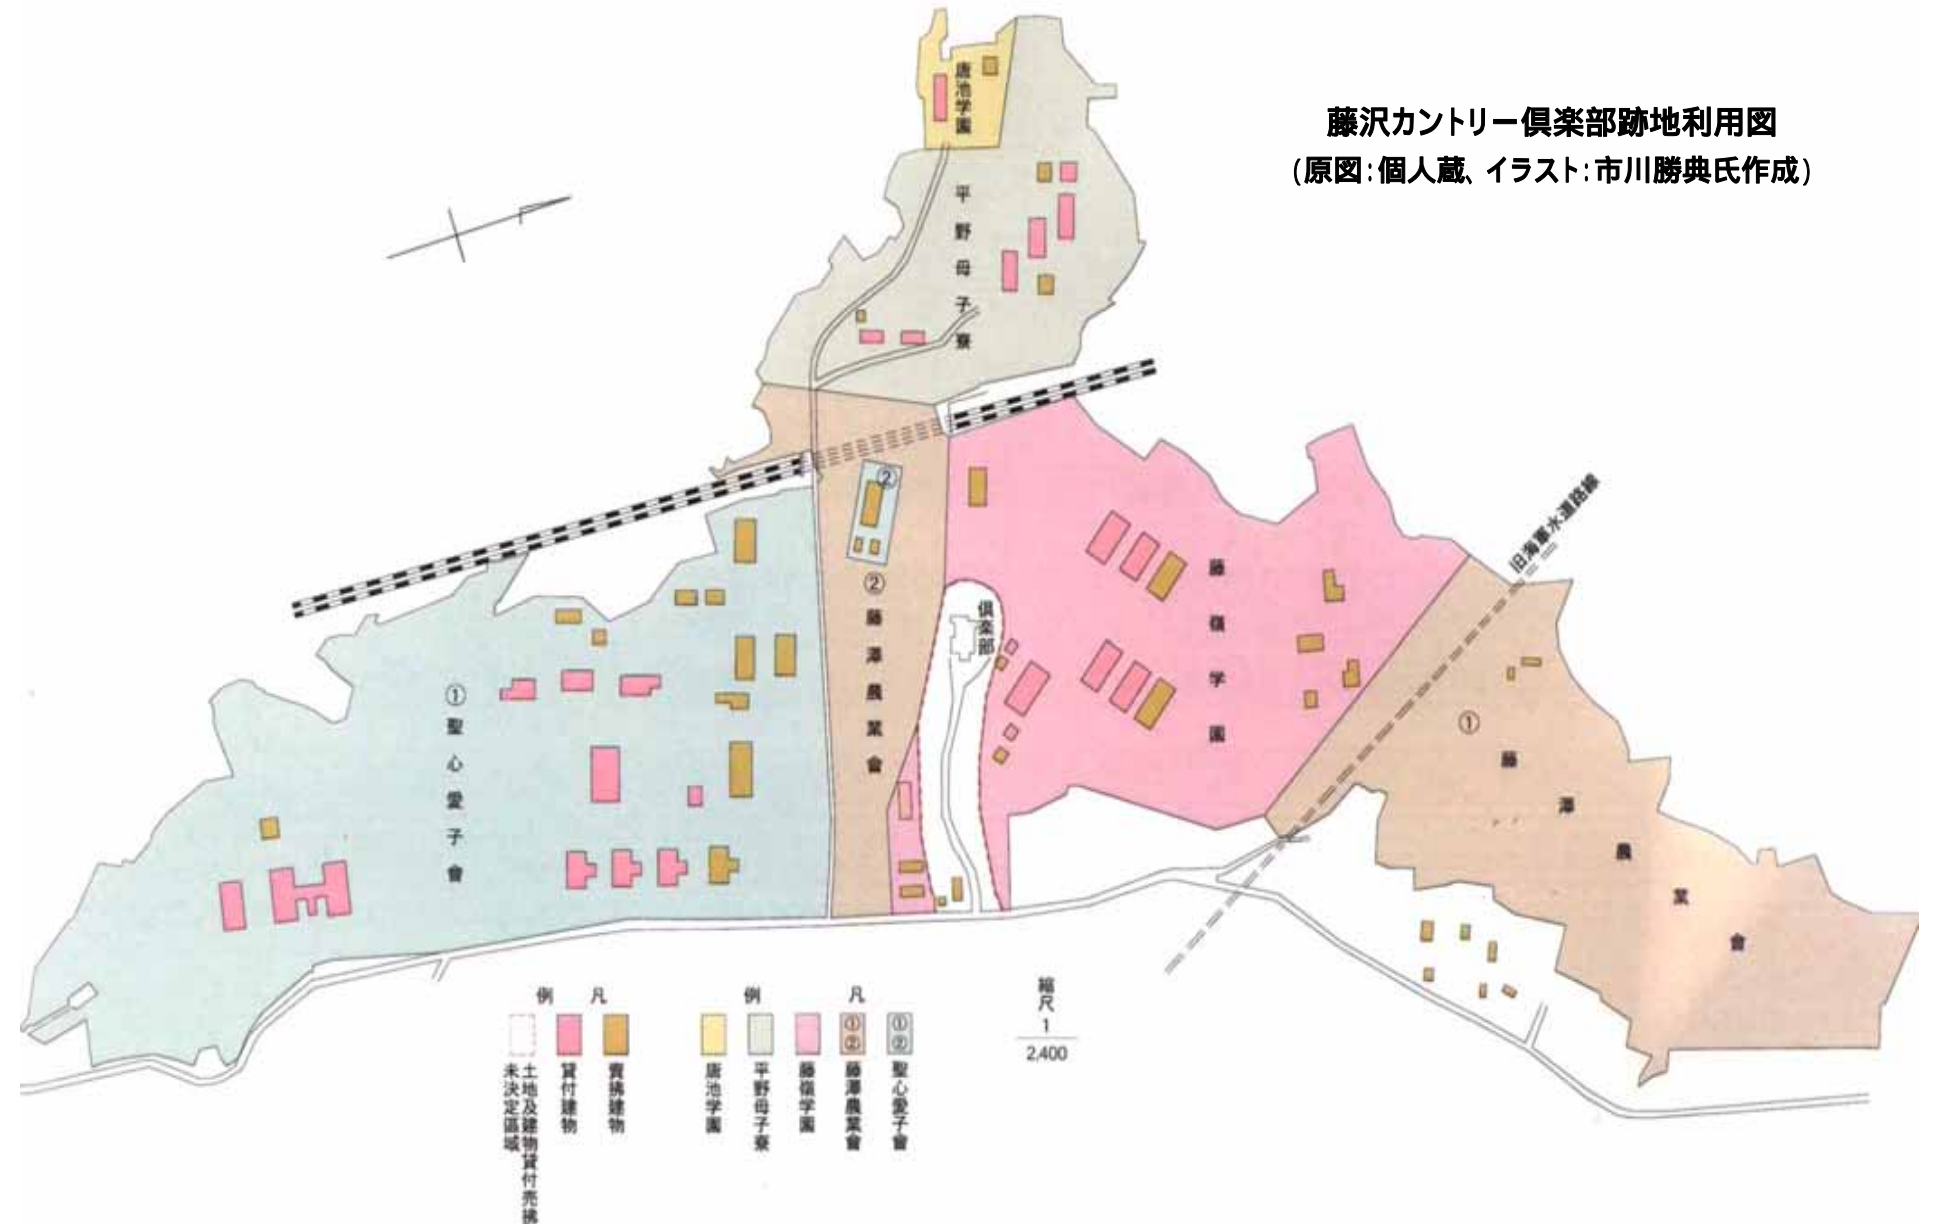 藤沢カントリー倶楽部跡地利用図
(原図:個人蔵、イラスト:市川勝典氏作成)
唐池学園
平野母子寮
②
②藤澤農業會
倶楽部
藤嶺学園
旧海軍水道路線
①藤澤農業會
①聖心愛子會
凡例
賣拂建物
貸付建物
土地及建物貸付売拂
未決定區域
凡例
①②
聖心愛子會
①②
藤澤農業會
藤嶺学園
平野母子寮
唐池学園
縮尺
1
2,400